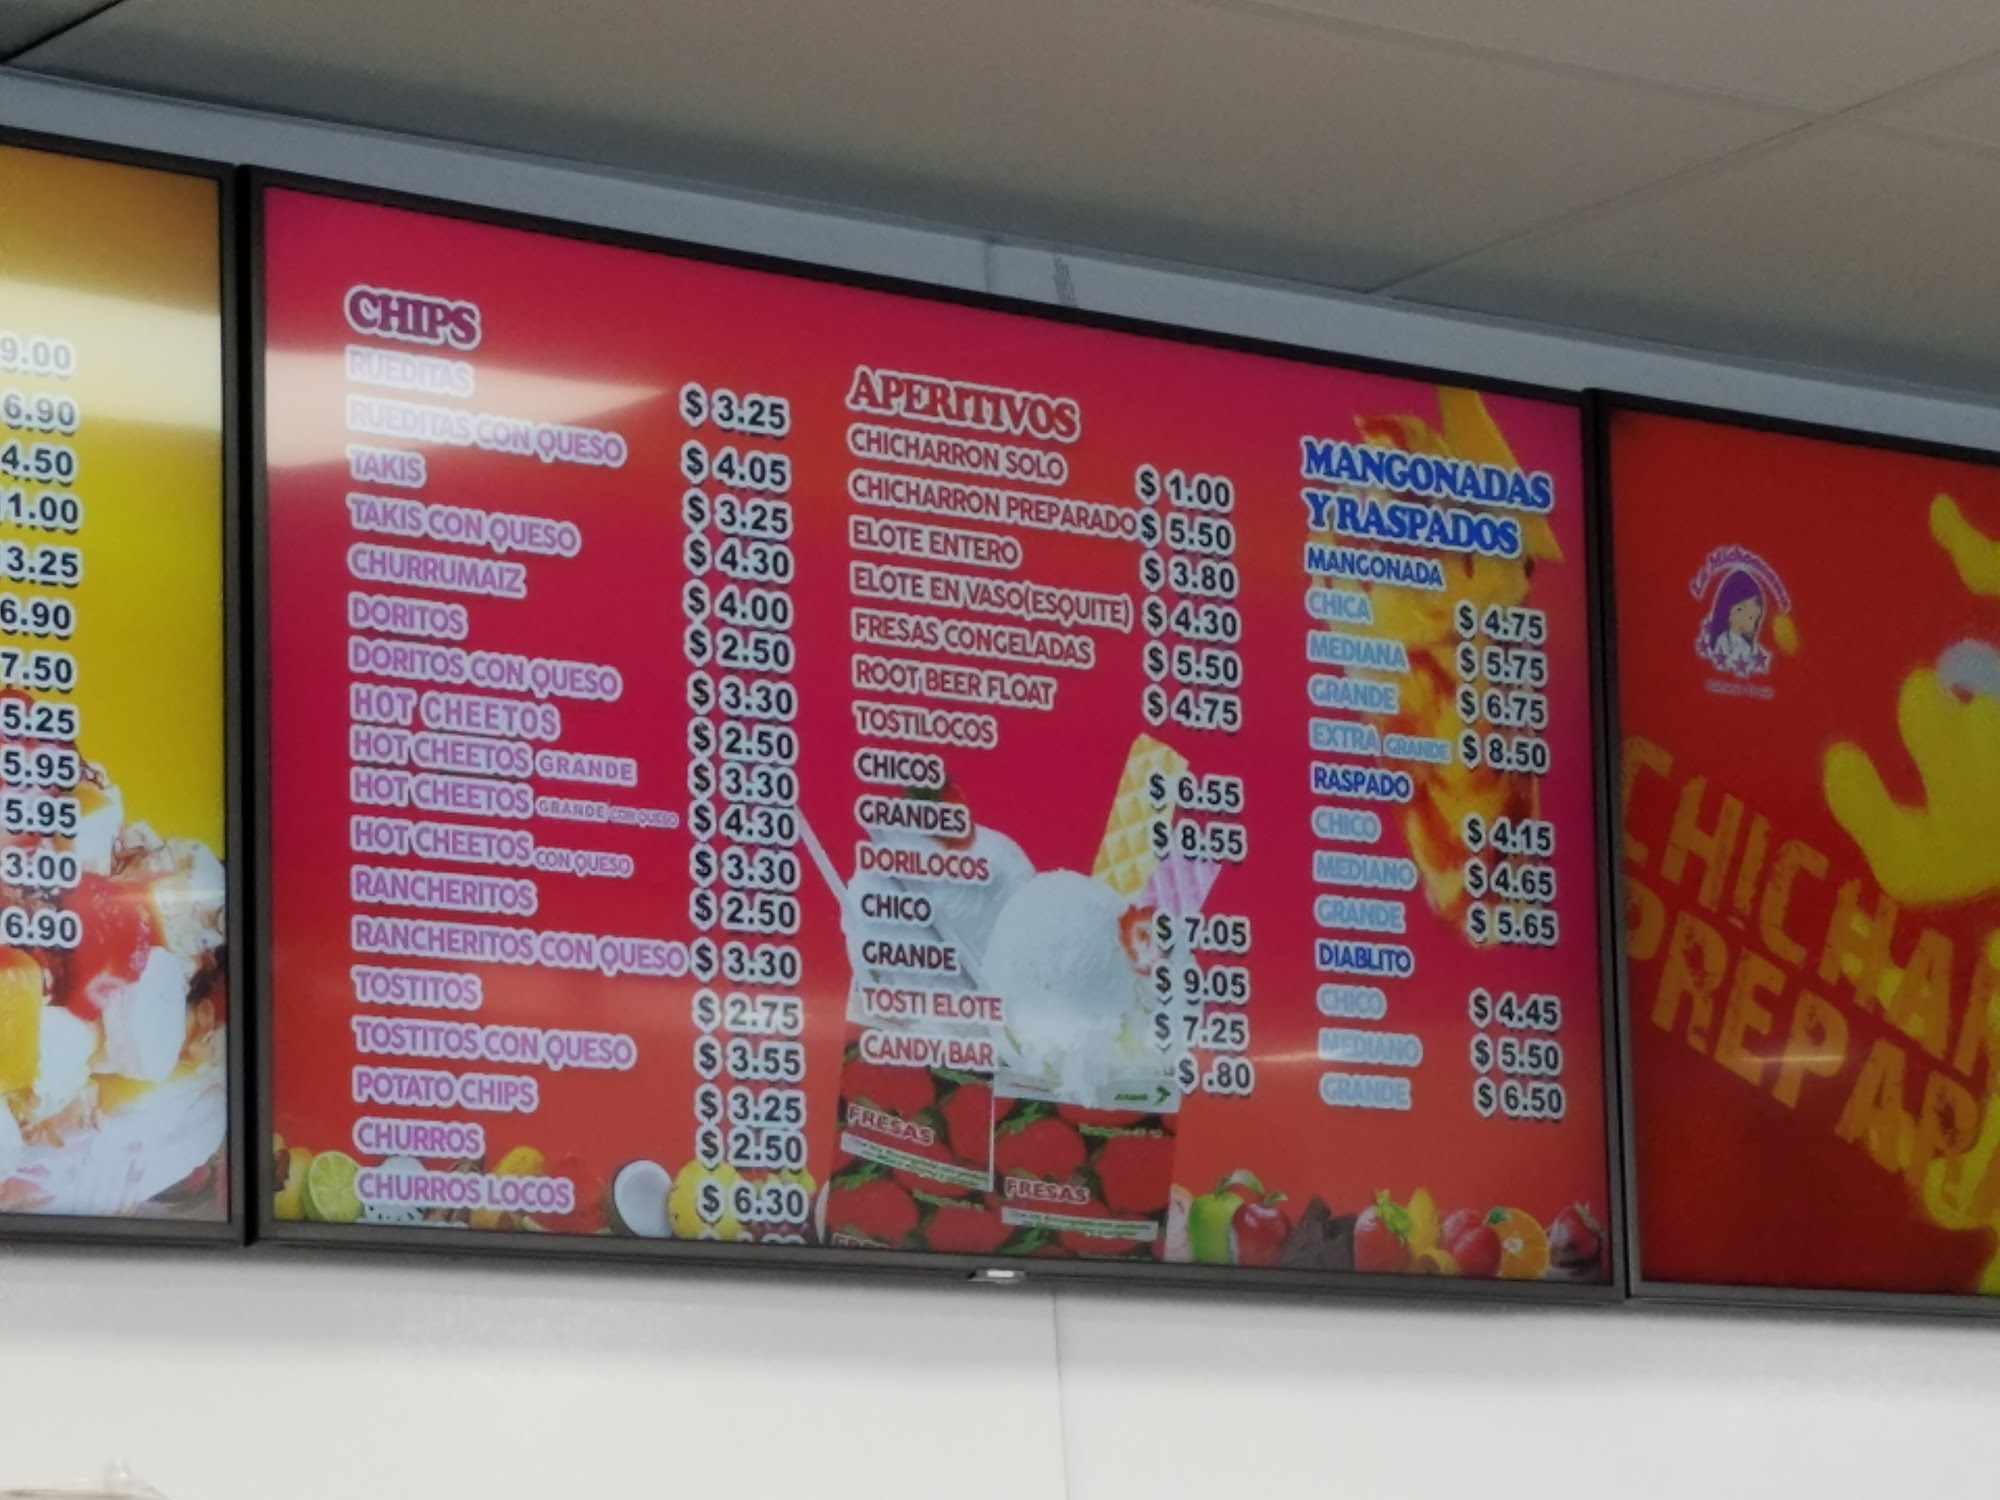 9.00
6.90
4.50
1.00
3.25
6.90
7.50
5.25
5.95
5.95
3.00
6.90
CHIPS
RUEDITAS $ 3.25
RUEDITAS CON QUESO $ 4.05
TAKIS $ 3.25
TAKIS CON QUESO $ 4.30
CHURRUMAIZ $ 4.00
DORITOS $ 2.50
DORITOS CON QUESO $ 3.30
HOT CHEETOS $ 2.50
HOT CHEETOS GRANDE $ 3.30
HOT CHEETOS GRANDE CON QUESO $ 4.30
HOT CHEETOS CON QUESO $ 3.30
RANCHERITOS $ 2.50
RANCHERITOS CON QUESO $ 3.30
TOSTITOS $ 2.75
TOSTITOS CON QUESO $ 3.55
POTATO CHIPS $ 3.25
CHURROS $ 2.50
CHURROS LOCOS $ 6.30
APERITIVOS
CHICHARRON SOLO $ 1.00
CHICHARRON PREPARADO $ 5.50
ELOTE ENTERO $ 3.80
ELOTE EN VASO(ESQUITE) $ 4.30
FRESAS CONGELADAS $ 5.50
ROOT BEER FLOAT $ 4.75
TOSTILOCOS
CHICOS $ 6.55
GRANDES $ 8.55
DORILOCOS
CHICO $ 7.05
GRANDE $ 9.05
TOSTI ELOTE $ 7.25
CANDY BAR $ .80
FRESAS
FRESAS
MANGONADAS
Y RASPADOS
MANGONADA
CHICA $ 4.75
MEDIANA $ 5.75
GRANDE $ 6.75
EXTRA GRANDE $ 8.50
RASPADO
CHICO $ 4.15
MEDIANO $ 4.65
GRANDE $ 5.65
DIABLITO
CHICO $ 4.45
MEDIANO $ 5.50
GRANDE $ 6.50
La Michoacana
CHICHAR
PREPAR